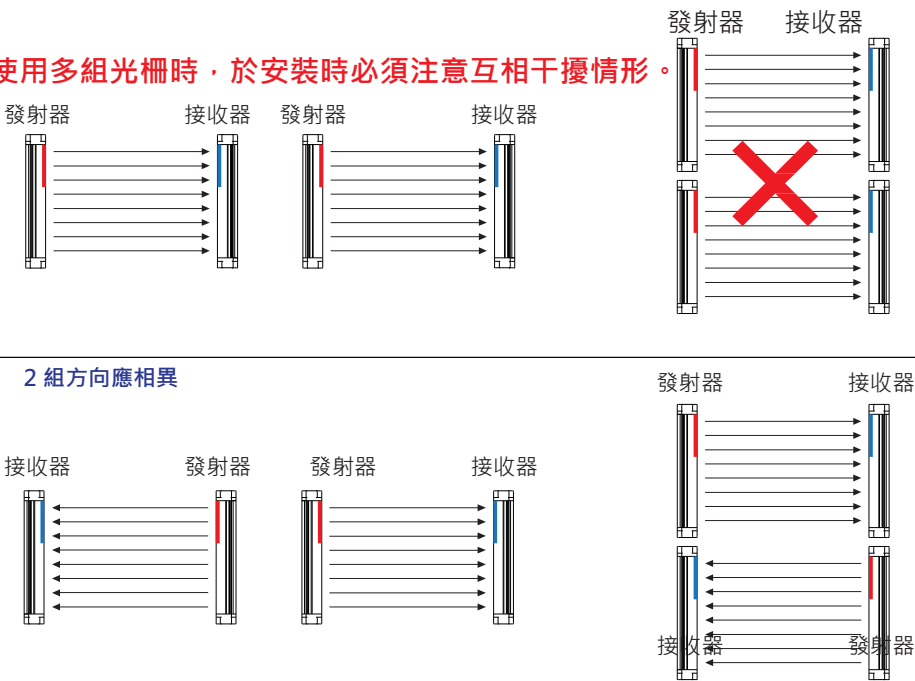 發射器 接收器
使用多組光柵時，於安裝時必須注意互相干擾情形。
發射器 接收器 發射器 接收器
2 組方向應相異
發射器 接收器
接收器 發射器 發射器 接收器
接收器 發射器